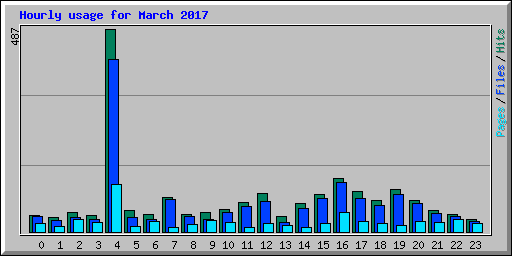 Hourly usage for March 2017
487
Pages/Files/Hits
0 1 2 3 4 5 6 7 8 9 10 11 12 13 14 15 16 17 18 19 20 21 22 23